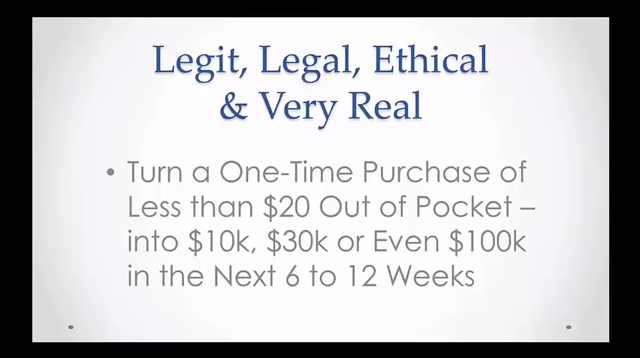 Legit, Legal, Ethical
& Very Real
• Turn a One-Time Purchase of
Less than $20 Out of Pocket –
into $10k, $30k or Even $100k
in the Next 6 to 12 Weeks